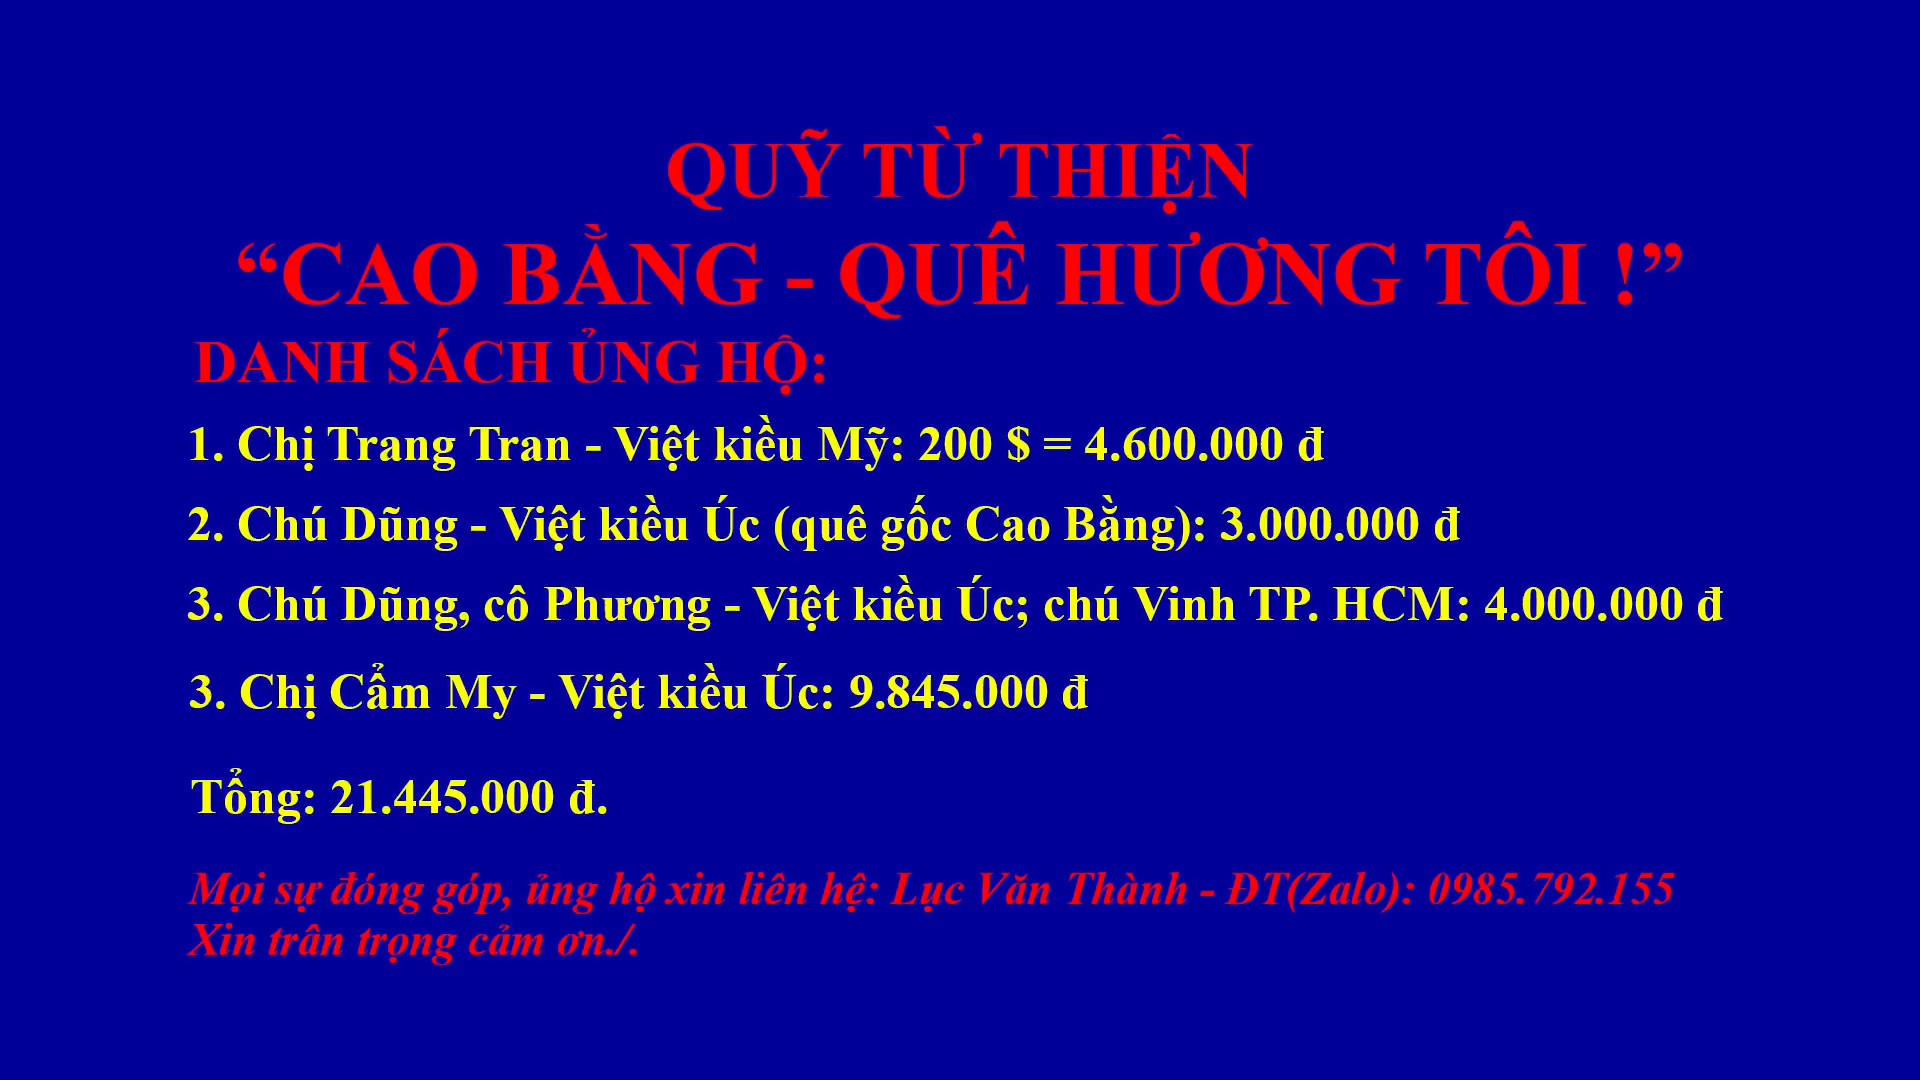 QUỸ TỪ THIỆN
“CAO BẰNG - QUÊ HƯƠNG TÔI !”
DANH SÁCH ỦNG HỘ:
1. Chị Trang Tran - Việt kiều Mỹ: 200 $ = 4.600.000 đ
2. Chú Dũng - Việt kiều Úc (quê gốc Cao Bằng): 3.000.000 đ
3. Chú Dũng, cô Phương - Việt kiều Úc; chú Vinh TP. HCM: 4.000.000 đ
3. Chị Cẩm My - Việt kiều Úc: 9.845.000 đ
Tổng: 21.445.000 đ.
Mọi sự đóng góp, ủng hộ xin liên hệ: Lục Văn Thành - ĐT(Zalo): 0985.792.155
Xin trân trọng cảm ơn./.